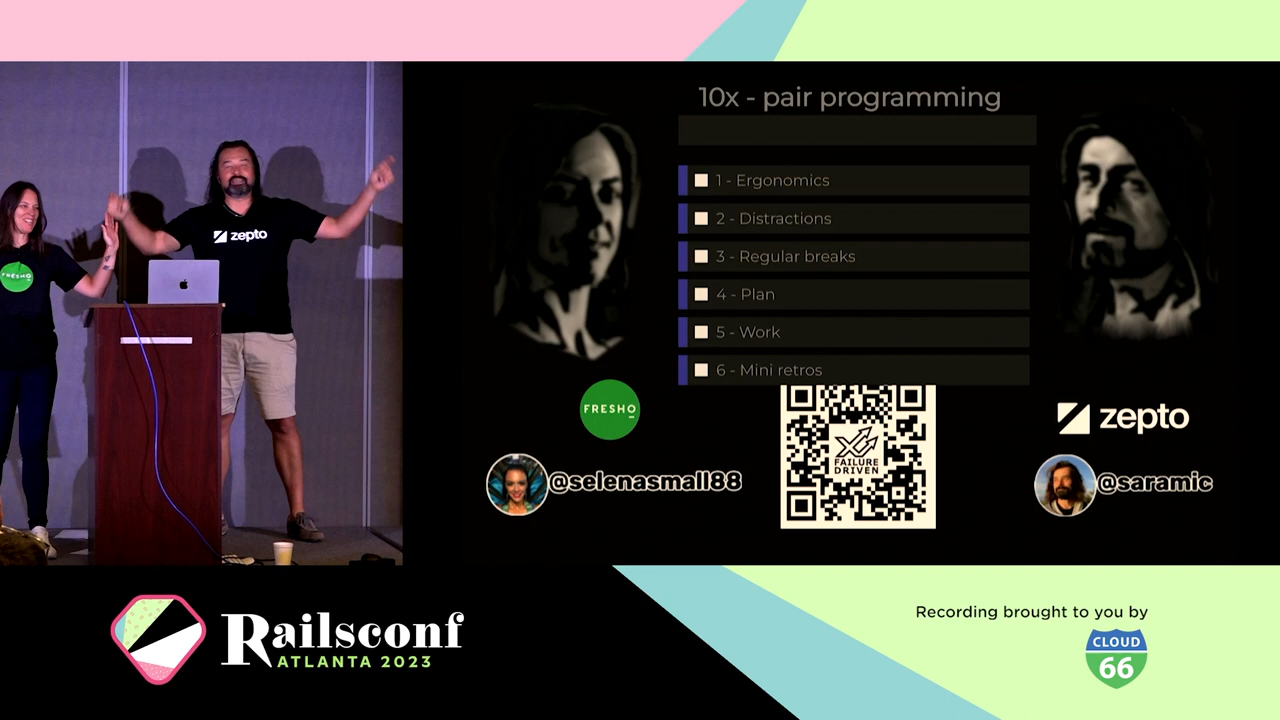 10x - pair programming
1 - Ergonomics
2 - Distractions
3 - Regular breaks
4 - Plan
5 - Work
6 - Mini retros
zepto
FRESHO
FRESHO
zepto
FAILURE
DRIVEN
@selenasmall88
@saramic
Railsconf
ATLANTA 2023
Recording brought to you by
CLOUD
66